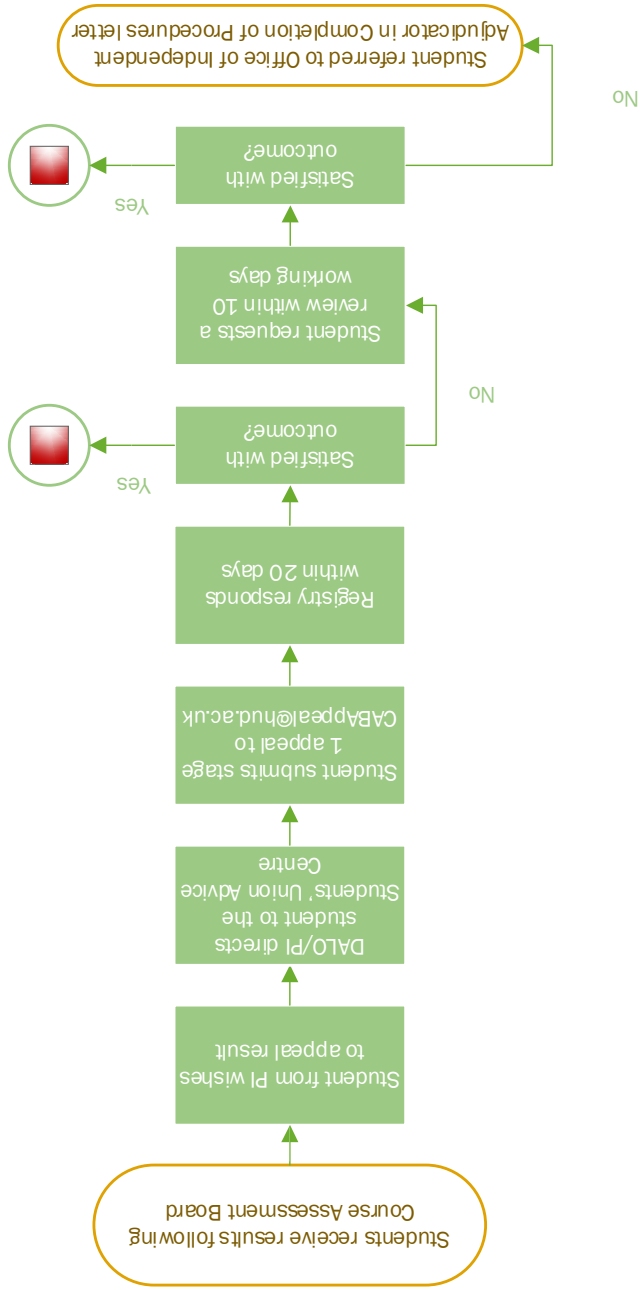 Students receive results following
Course Assessment Board
Student from PI wishes
to appeal result
DALO/PI directs
student to the
Students' Union Advice
Centre
Student submits stage
1 appeal to
CABAppeal@hud.ac.uk
Registry responds
within 20 days
Satisfied with
outcome?
Yes
No
Student requests a
review within 10
working days
Satisfied with
outcome?
Yes
No
Student referred to Office of Independent
Adjudicator in Completion of Procedures letter